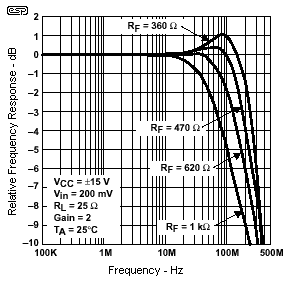 ESP
Relative Frequency Response - dB
2
1
0
–1
–2
–3
–4
–5
–6
–7
–8
–9
–10
RF = 360 Ω
RF = 470 Ω
RF = 620 Ω
RF = 1 kΩ
VCC = ±15 V
Vin = 200 mV
RL = 25 Ω
Gain = 2
TA = 25°C
100K 1M 10M 100M 500M
Frequency - Hz